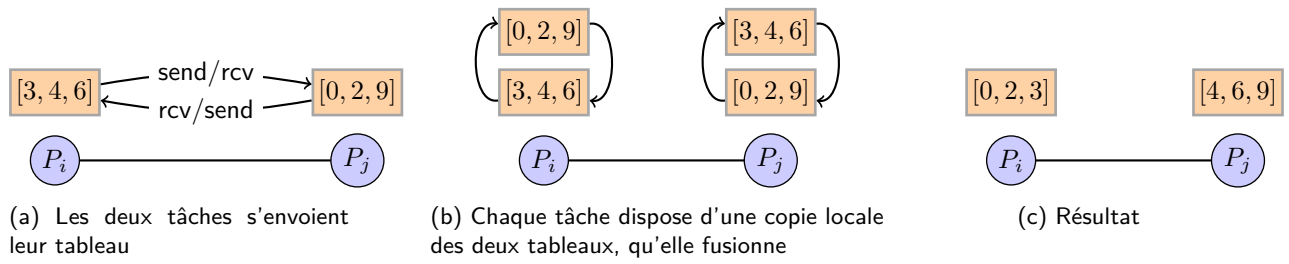 [3, 4, 6] send/rcv [0, 2, 9]
rcv/send
P_i P_j
(a) Les deux tâches s'envoient
leur tableau
[0, 2, 9] [3, 4, 6]
[3, 4, 6] [0, 2, 9]
P_i P_j
(b) Chaque tâche dispose d'une copie locale
des deux tableaux, qu'elle fusionne
[0, 2, 3] [4, 6, 9]
P_i P_j
(c) Résultat